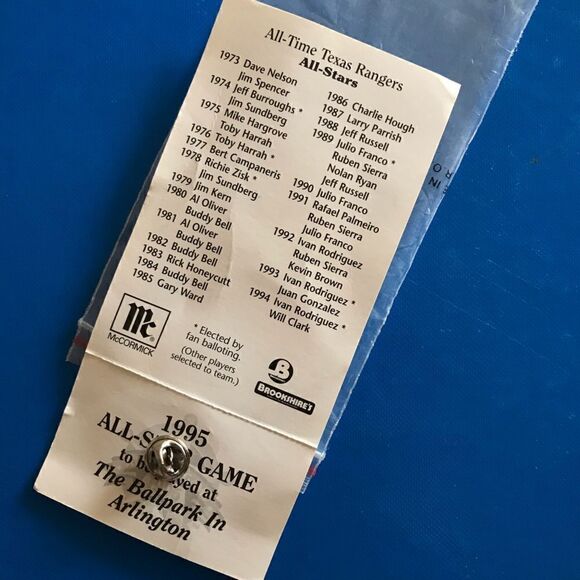 All-Time Texas Rangers
All-Stars
1973 Dave Nelson
Jim Spencer
1974 Jeff Burroughs *
Jim Sundberg
1975 Mike Hargrove
Toby Harrah
1976 Toby Harrah *
1977 Bert Campaneris
1978 Richie Zisk *
Jim Sundberg
1979 Jim Kern
1980 Al Oliver
Buddy Bell
1981 Al Oliver
Buddy Bell
1982 Buddy Bell
1983 Rick Honeycutt
1984 Buddy Bell
1985 Gary Ward
1986 Charlie Hough
1987 Larry Parrish
1988 Jeff Russell
1989 Julio Franco *
Ruben Sierra
Nolan Ryan
Jeff Russell
1990 Julio Franco
1991 Rafael Palmeiro
Ruben Sierra
Julio Franco
1992 Ivan Rodriguez
Ruben Sierra
Kevin Brown
1993 Ivan Rodriguez *
Juan Gonzalez
1994 Ivan Rodriguez *
Will Clark
Mc
McCORMICK
* Elected by
fan balloting.
(Other players
selected to team.)
B
BROOKSHIRE'S
1995
GAME
to be
at
The Ballpark In
Arlington